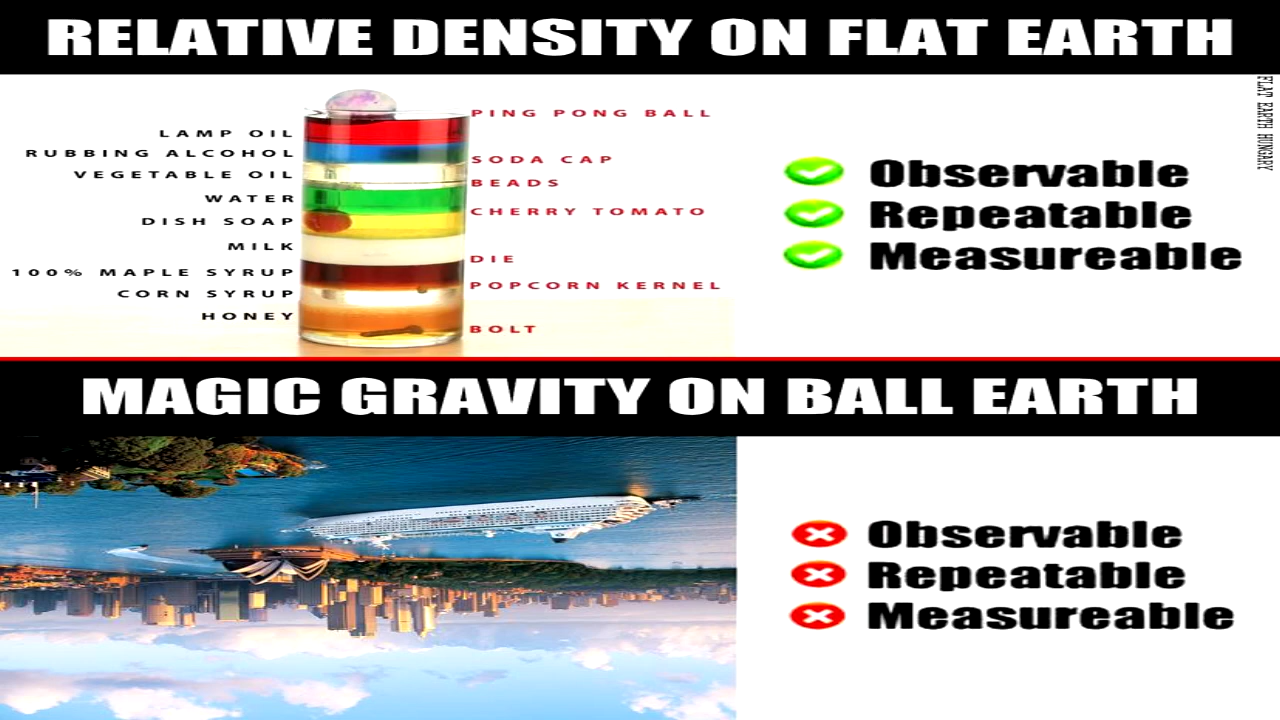 RELATIVE DENSITY ON FLAT EARTH
FLAT EARTH HUNGARY
PING PONG BALL
LAMP OIL
RUBBING ALCOHOL
SODA CAP
VEGETABLE OIL
BEADS
WATER
CHERRY TOMATO
DISH SOAP
MILK
DIE
100% MAPLE SYRUP
POPCORN KERNEL
CORN SYRUP
HONEY
BOLT
Observable
Repeatable
Measureable
MAGIC GRAVITY ON BALL EARTH
Observable
Repeatable
Measureable